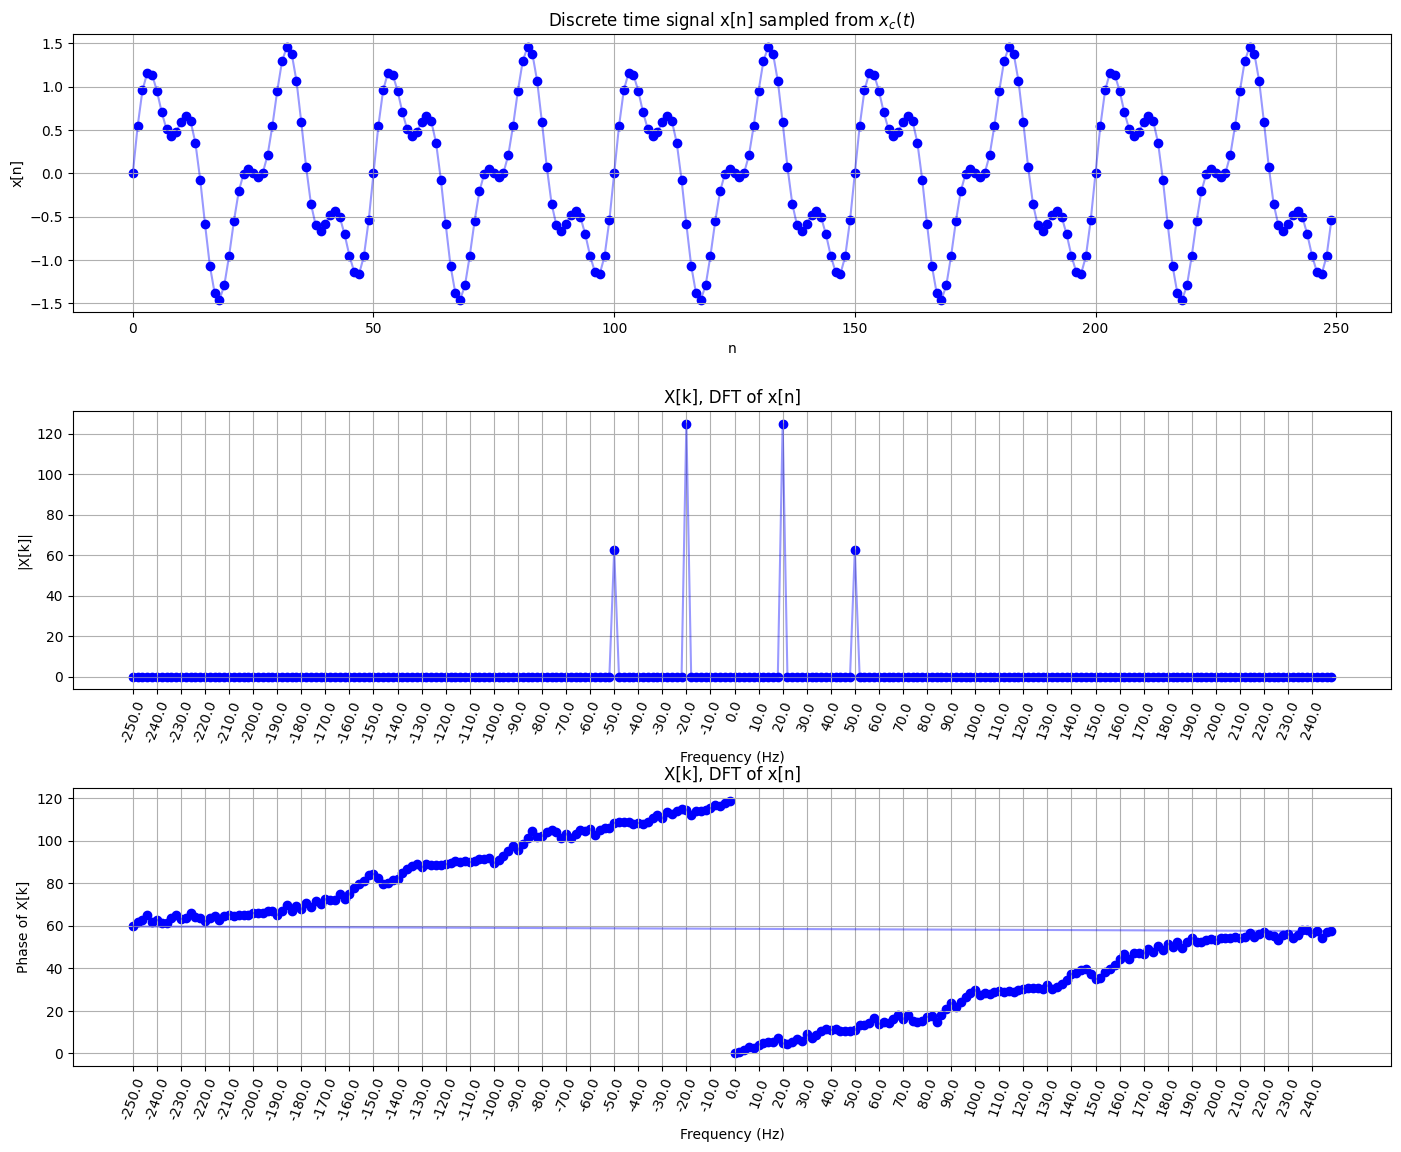 Discrete time signal x[n] sampled from $x_c(t)$
1.5
1.0
0.5
0.0
−0.5
−1.0
−1.5
x[n]
0 50 100 150 200 250
n
X[k], DFT of x[n]
120
100
80
60
40
20
0
|X[k]|
-250.0 -240.0 -230.0 -220.0 -210.0 -200.0 -190.0 -180.0 -170.0 -160.0 -150.0 -140.0 -130.0 -120.0 -110.0 -100.0 -90.0 -80.0 -70.0 -60.0 -50.0 -40.0 -30.0 -20.0 -10.0 0.0 10.0 20.0 30.0 40.0 50.0 60.0 70.0 80.0 90.0 100.0 110.0 120.0 130.0 140.0 150.0 160.0 170.0 180.0 190.0 200.0 210.0 220.0 230.0 240.0
Frequency (Hz)
X[k], DFT of x[n]
120
100
80
60
40
20
0
Phase of X[k]
-250.0 -240.0 -230.0 -220.0 -210.0 -200.0 -190.0 -180.0 -170.0 -160.0 -150.0 -140.0 -130.0 -120.0 -110.0 -100.0 -90.0 -80.0 -70.0 -60.0 -50.0 -40.0 -30.0 -20.0 -10.0 0.0 10.0 20.0 30.0 40.0 50.0 60.0 70.0 80.0 90.0 100.0 110.0 120.0 130.0 140.0 150.0 160.0 170.0 180.0 190.0 200.0 210.0 220.0 230.0 240.0
Frequency (Hz)